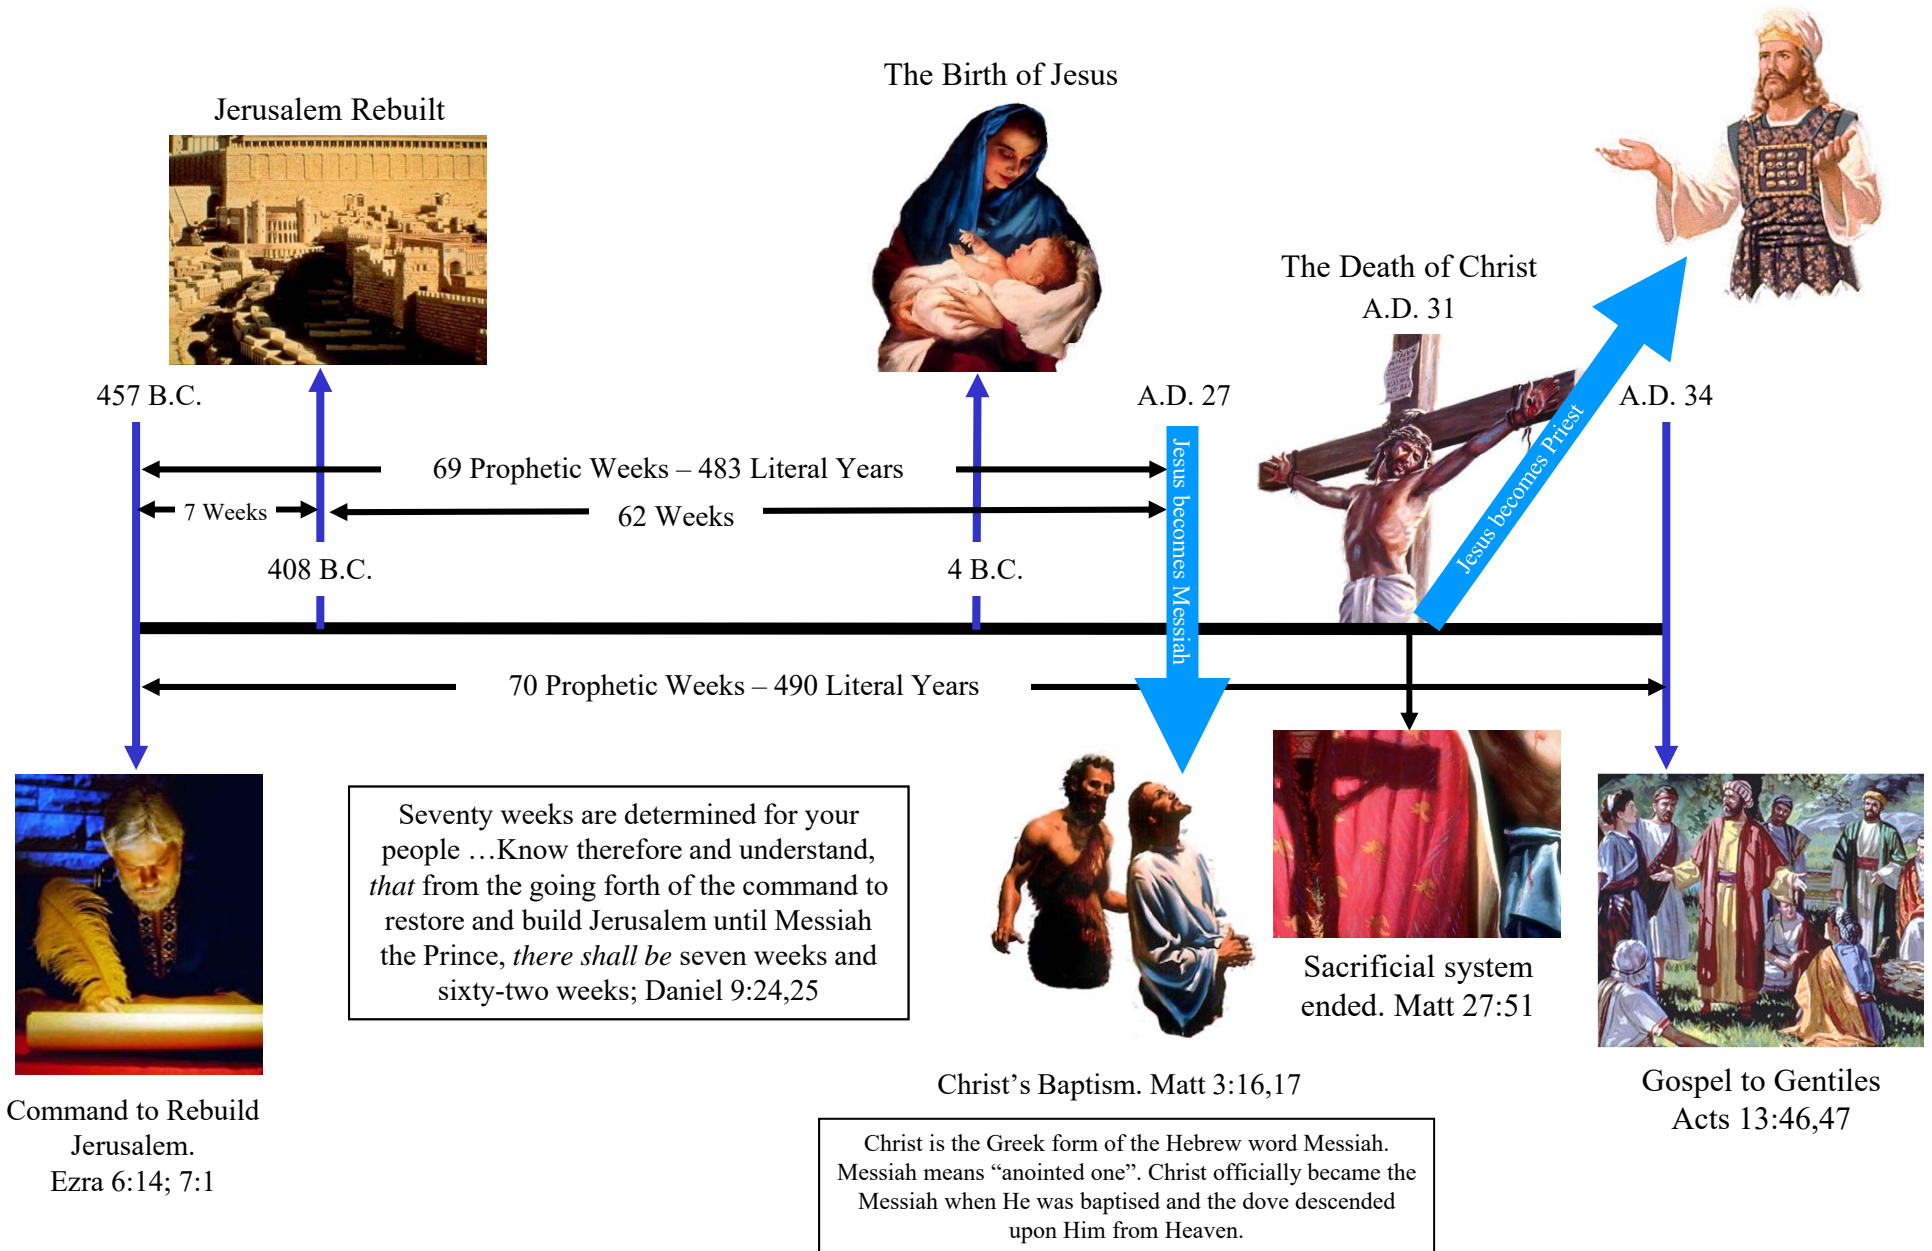 The Birth of Jesus
Jerusalem Rebuilt
The Death of Christ
A.D. 31
457 B.C.
A.D. 27
A.D. 34
69 Prophetic Weeks – 483 Literal Years
7 Weeks
62 Weeks
408 B.C.
4 B.C.
Jesus becomes Messiah
Jesus becomes Priest
70 Prophetic Weeks – 490 Literal Years
Seventy weeks are determined for your
people …Know therefore and understand,
that from the going forth of the command to
restore and build Jerusalem until Messiah
the Prince, there shall be seven weeks and
sixty-two weeks; Daniel 9:24,25
Sacrificial system
ended. Matt 27:51
Christ’s Baptism. Matt 3:16,17
Gospel to Gentiles
Acts 13:46,47
Command to Rebuild
Jerusalem.
Ezra 6:14; 7:1
Christ is the Greek form of the Hebrew word Messiah.
Messiah means “anointed one”. Christ officially became the
Messiah when He was baptised and the dove descended
upon Him from Heaven.